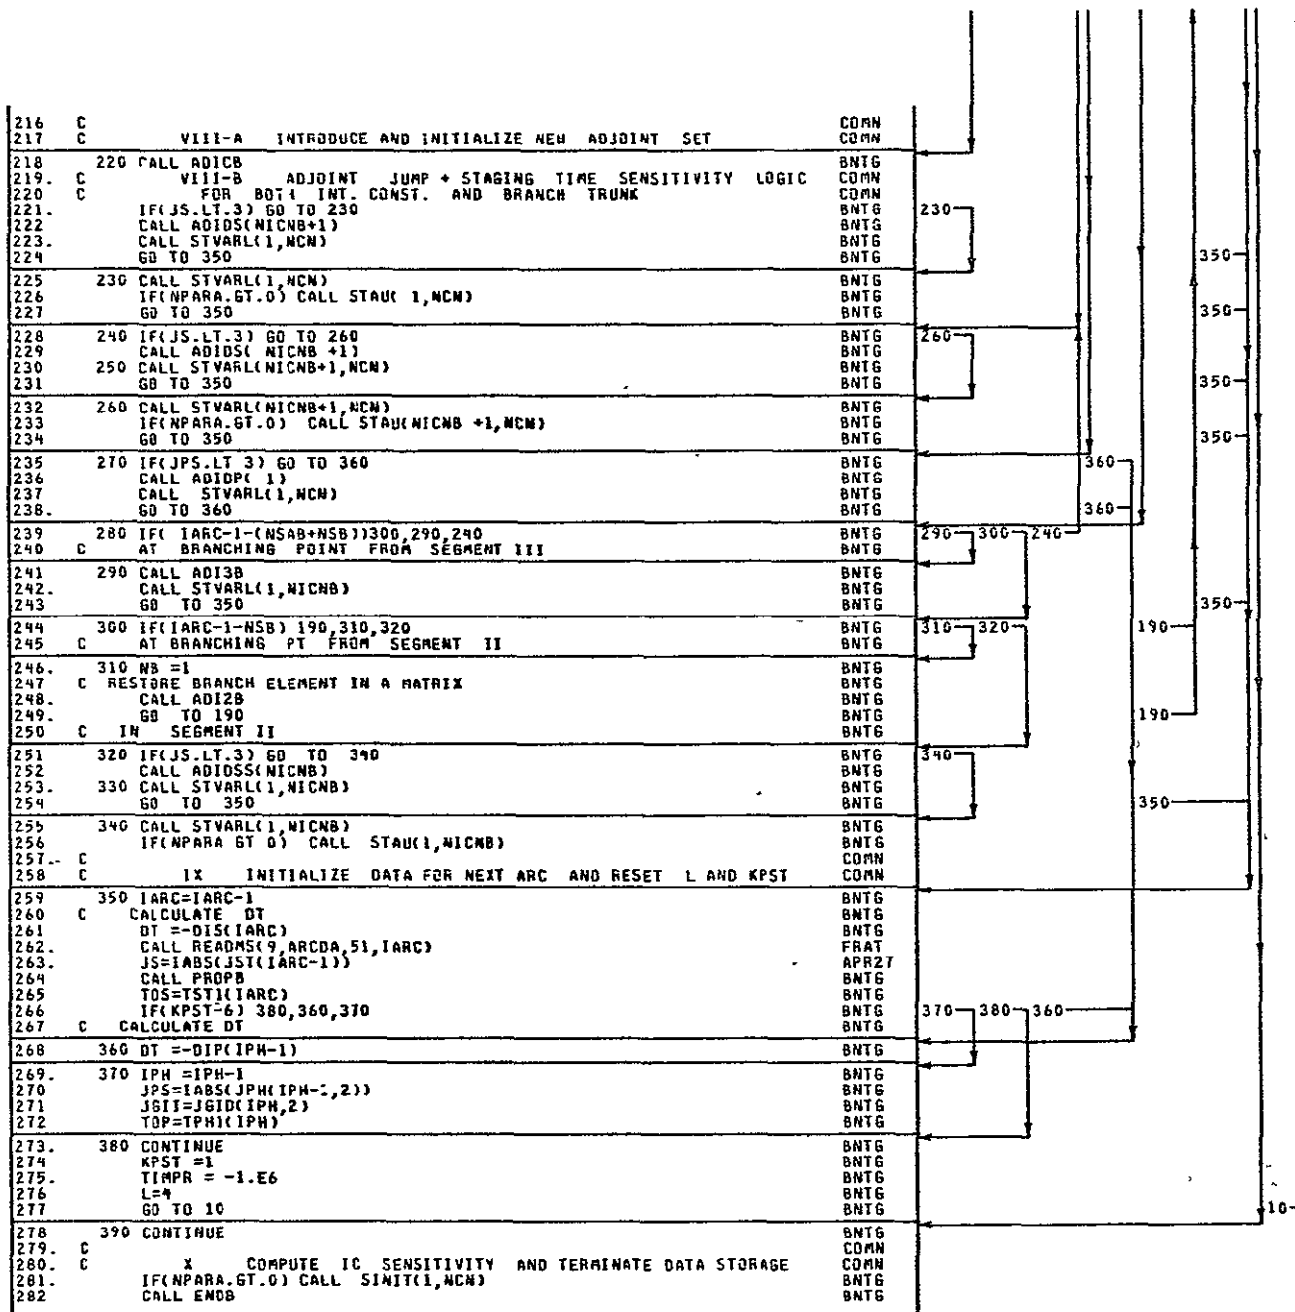 216 C COMN
217 C VIII-A INTRODUCE AND INITIALIZE NEW ADJOINT SET COMN
218 220 CALL ADICB BNTG
219. C VIII-B ADJOINT JUMP + STAGING TIME SENSITIVITY LOGIC COMN
220 C FOR BOTH INT. CONST. AND BRANCH TRUNK COMN
221. IF(JS.LT.3) GO TO 230 BNTG 230
222 CALL ADIDS(NICNB+1) BNTG
223. CALL STVARL(1,NCN) BNTG
224 GO TO 350 BNTG 350
225 230 CALL STVARL(1,NCN) BNTG
226 IF(NPARA.GT.0) CALL STAU( 1,NCN) BNTG
227 GO TO 350 BNTG 350
228 240 IF(JS.LT.3) GO TO 260 BNTG 260
229 CALL ADIDS( NICNB +1) BNTG
230 250 CALL STVARL(NICNB+1,NCN) BNTG
231 GO TO 350 BNTG 350
232 260 CALL STVARL(NICNB+1,NCN) BNTG
233 IF(NPARA.GT.0) CALL STAU(NICNB +1,NCN) BNTG
234 GO TO 350 BNTG 350
235 270 IF(JPS.LT 3) GO TO 360 BNTG 360
236 CALL ADIDP( 1) BNTG
237 CALL STVARL(1,NCN) BNTG
238. GO TO 360 BNTG 360
239 280 IF( IARC-1-(NSAB+NSB))300,290,240 BNTG 290 300 240
240 C AT BRANCHING POINT FROM SEGMENT III BNTG
241 290 CALL ADI3B BNTG
242. CALL STVARL(1,NICNB) BNTG
243 GO TO 350 BNTG 350
244 300 IF(IARC-1-NSB) 190,310,320 BNTG 310 320 190
245 C AT BRANCHING PT FROM SEGMENT II BNTG
246. 310 NB =1 BNTG
247 C RESTORE BRANCH ELEMENT IN A MATRIX BNTG
248. CALL ADI2B BNTG
249. GO TO 190 BNTG 190
250 C IN SEGMENT II BNTG
251 320 IF(JS.LT.3) GO TO 340 BNTG 340
252 CALL ADIDSS(NICNB) BNTG
253. 330 CALL STVARL(1,NICNB) BNTG
254 GO TO 350 BNTG 350
255 340 CALL STVARL(1,NICNB) BNTG
256 IF(NPARA GT 0) CALL STAU(1,NICNB) BNTG
257.- C COMN
258 C IX INITIALIZE DATA FOR NEXT ARC AND RESET L AND KPST COMN
259 350 IARC=IARC-1 BNTG
260 C CALCULATE DT BNTG
261 DT =-DIS(IARC) BNTG
262. CALL READMS(9,ARCDA,51,IARC) FRAT
263. JS=IABS(JST(IARC-1)) APR27
264 CALL PROPB BNTG
265 TOS=TST1(IARC) BNTG
266 IF(KPST-6) 380,360,370 BNTG 370 380 360
267 C CALCULATE DT BNTG
268 360 DT =-DIP(IPH-1) BNTG
269. 370 IPH =IPH-1 BNTG
270 JPS=IABS(JPH(IPH-1,2)) BNTG
271 JGII=JGID(IPH,2) BNTG
272 TOP=TPH1(IPH) BNTG
273. 380 CONTINUE BNTG
274 KPST =1 BNTG
275. TIMPR = -1.E6 BNTG
276 L=4 BNTG
277 GO TO 10 BNTG 10
278 390 CONTINUE BNTG
279. C COMN
280. C X COMPUTE IC SENSITIVITY AND TERMINATE DATA STORAGE COMN
281. IF(NPARA.GT.0) CALL SINIT(1,NCN) BNTG
282 CALL ENDB BNTG